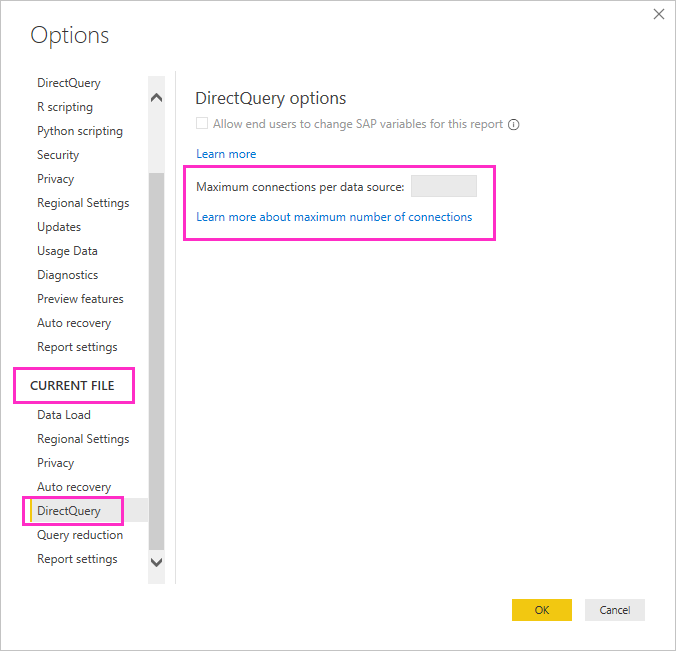 Options
DirectQuery
R scripting
Python scripting
Security
Privacy
Regional Settings
Updates
Usage Data
Diagnostics
Preview features
Auto recovery
Report settings
CURRENT FILE
Data Load
Regional Settings
Privacy
Auto recovery
DirectQuery
Query reduction
Report settings
DirectQuery options
Allow end users to change SAP variables for this report
Learn more
Maximum connections per data source:
Learn more about maximum number of connections
OK
Cancel